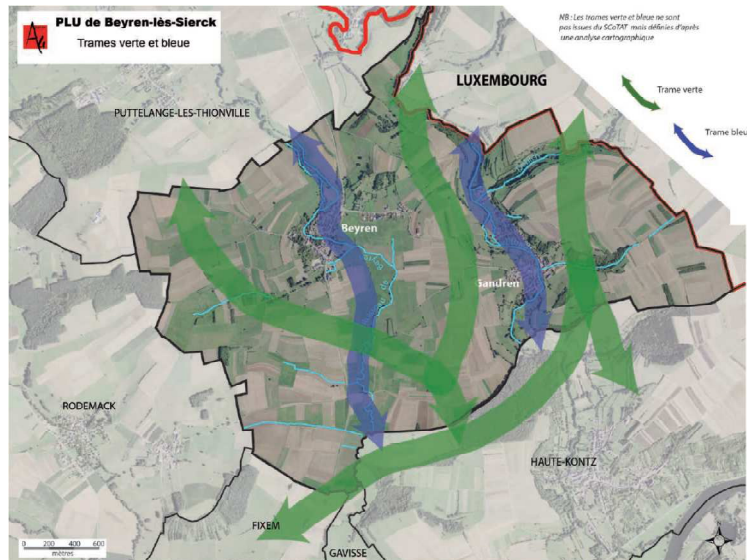 PLU de Beyren-lès-Sierck
Trames verte et bleue
NB : Les trames verte et bleue ne sont
pas issues du SCoTAT mais définies d'après
une analyse cartographique
LUXEMBOURG
Trame verte
Trame bleu
PUTTELANGE-LES-THIONVILLE
Beyren
Gandren
RODEMACK
HAUTE-KONTZ
FIXEM
GAVISSE
0 200 400 600
mètres